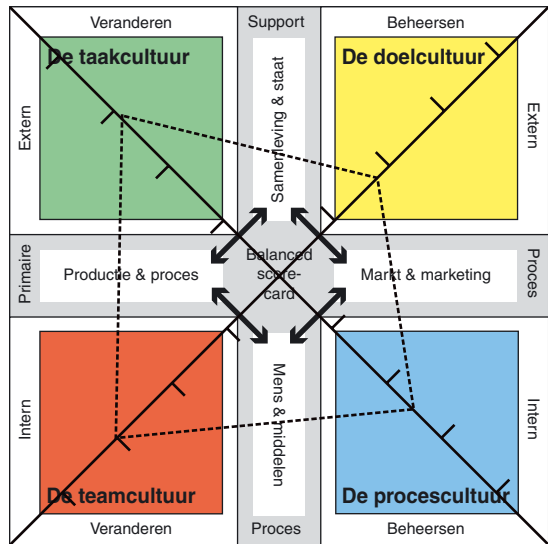 Veranderen
Support
Beheersen
De taakcultuur
De doelcultuur
Extern
Samenleving & staat
Extern
Primaire
Productie & proces
Balanced
score-
card
Markt & marketing
Proces
Intern
Mens & middelen
Intern
De teamcultuur
De procescultuur
Veranderen
Proces
Beheersen